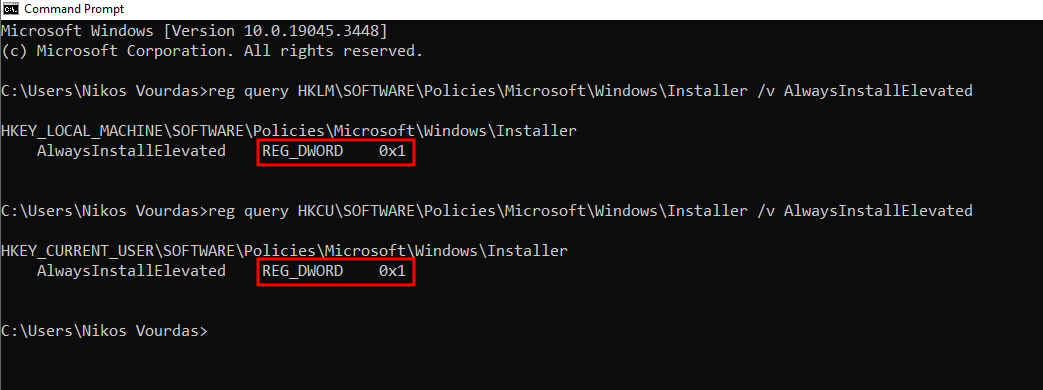 Command Prompt
Microsoft Windows [Version 10.0.19045.3448]
(c) Microsoft Corporation. All rights reserved.
C:\Users\Nikos Vourdas>reg query HKLM\SOFTWARE\Policies\Microsoft\Windows\Installer /v AlwaysInstallElevated
HKEY_LOCAL_MACHINE\SOFTWARE\Policies\Microsoft\Windows\Installer
    AlwaysInstallElevated    REG_DWORD    0x1
C:\Users\Nikos Vourdas>reg query HKCU\SOFTWARE\Policies\Microsoft\Windows\Installer /v AlwaysInstallElevated
HKEY_CURRENT_USER\SOFTWARE\Policies\Microsoft\Windows\Installer
    AlwaysInstallElevated    REG_DWORD    0x1
C:\Users\Nikos Vourdas>